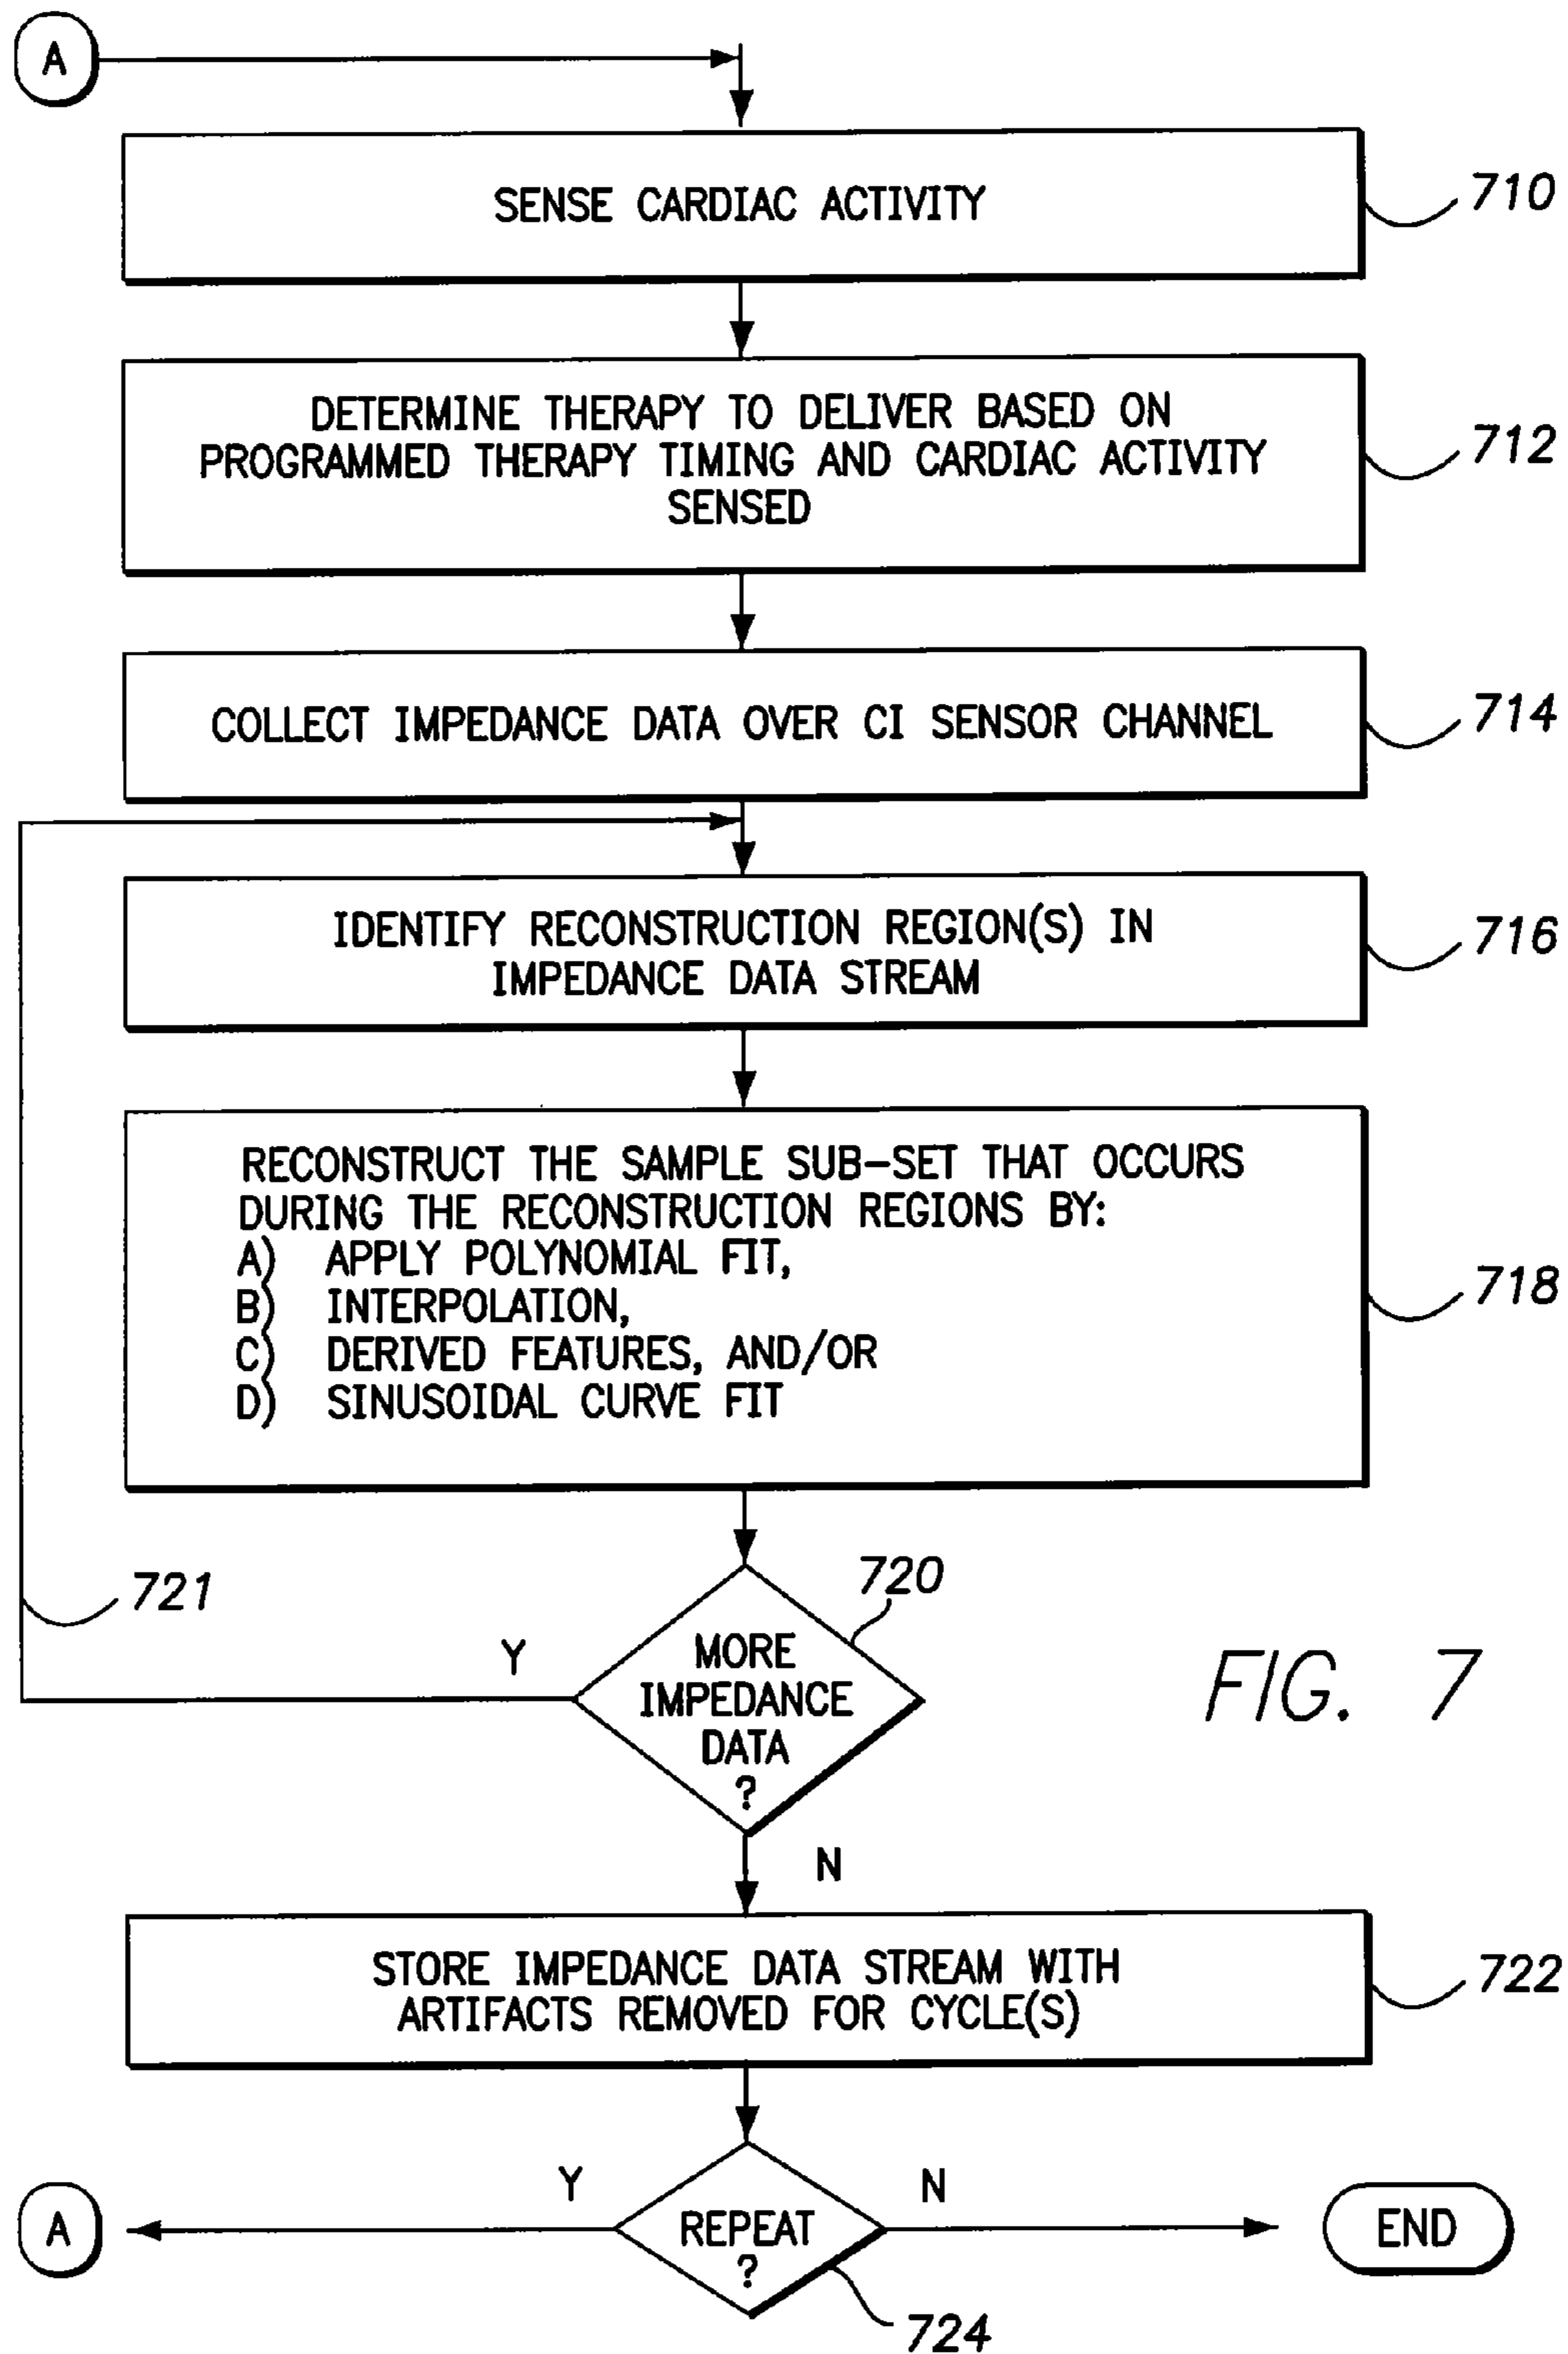 A
SENSE CARDIAC ACTIVITY
710
DETERMINE THERAPY TO DELIVER BASED ON
PROGRAMMED THERAPY TIMING AND CARDIAC ACTIVITY
SENSED
712
COLLECT IMPEDANCE DATA OVER CI SENSOR CHANNEL
714
IDENTIFY RECONSTRUCTION REGION(S) IN
IMPEDANCE DATA STREAM
716
RECONSTRUCT THE SAMPLE SUB-SET THAT OCCURS
DURING THE RECONSTRUCTION REGIONS BY:
A) APPLY POLYNOMIAL FIT,
B) INTERPOLATION,
C) DERIVED FEATURES, AND/OR
D) SINUSOIDAL CURVE FIT
718
721
720
Y
MORE
IMPEDANCE
DATA
?
FIG. 7
N
STORE IMPEDANCE DATA STREAM WITH
ARTIFACTS REMOVED FOR CYCLE(S)
722
A
Y
REPEAT
?
N
END
724